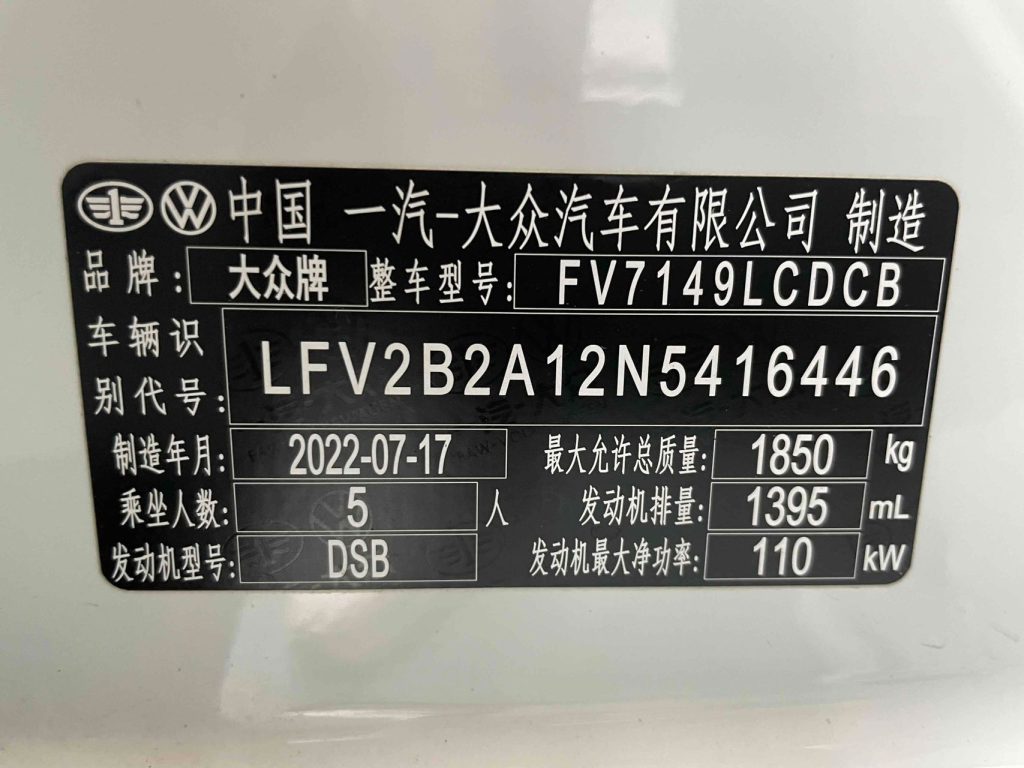 中国 一汽-大众汽车有限公司 制造
品牌: 大众牌 整车型号: FV7149LCDCB
车辆识别代号: LFV2B2A12N5416446
制造年月: 2022-07-17 最大允许总质量: 1850 kg
乘坐人数: 5 人 发动机排量: 1395 mL
发动机型号: DSB 发动机最大净功率: 110 kW